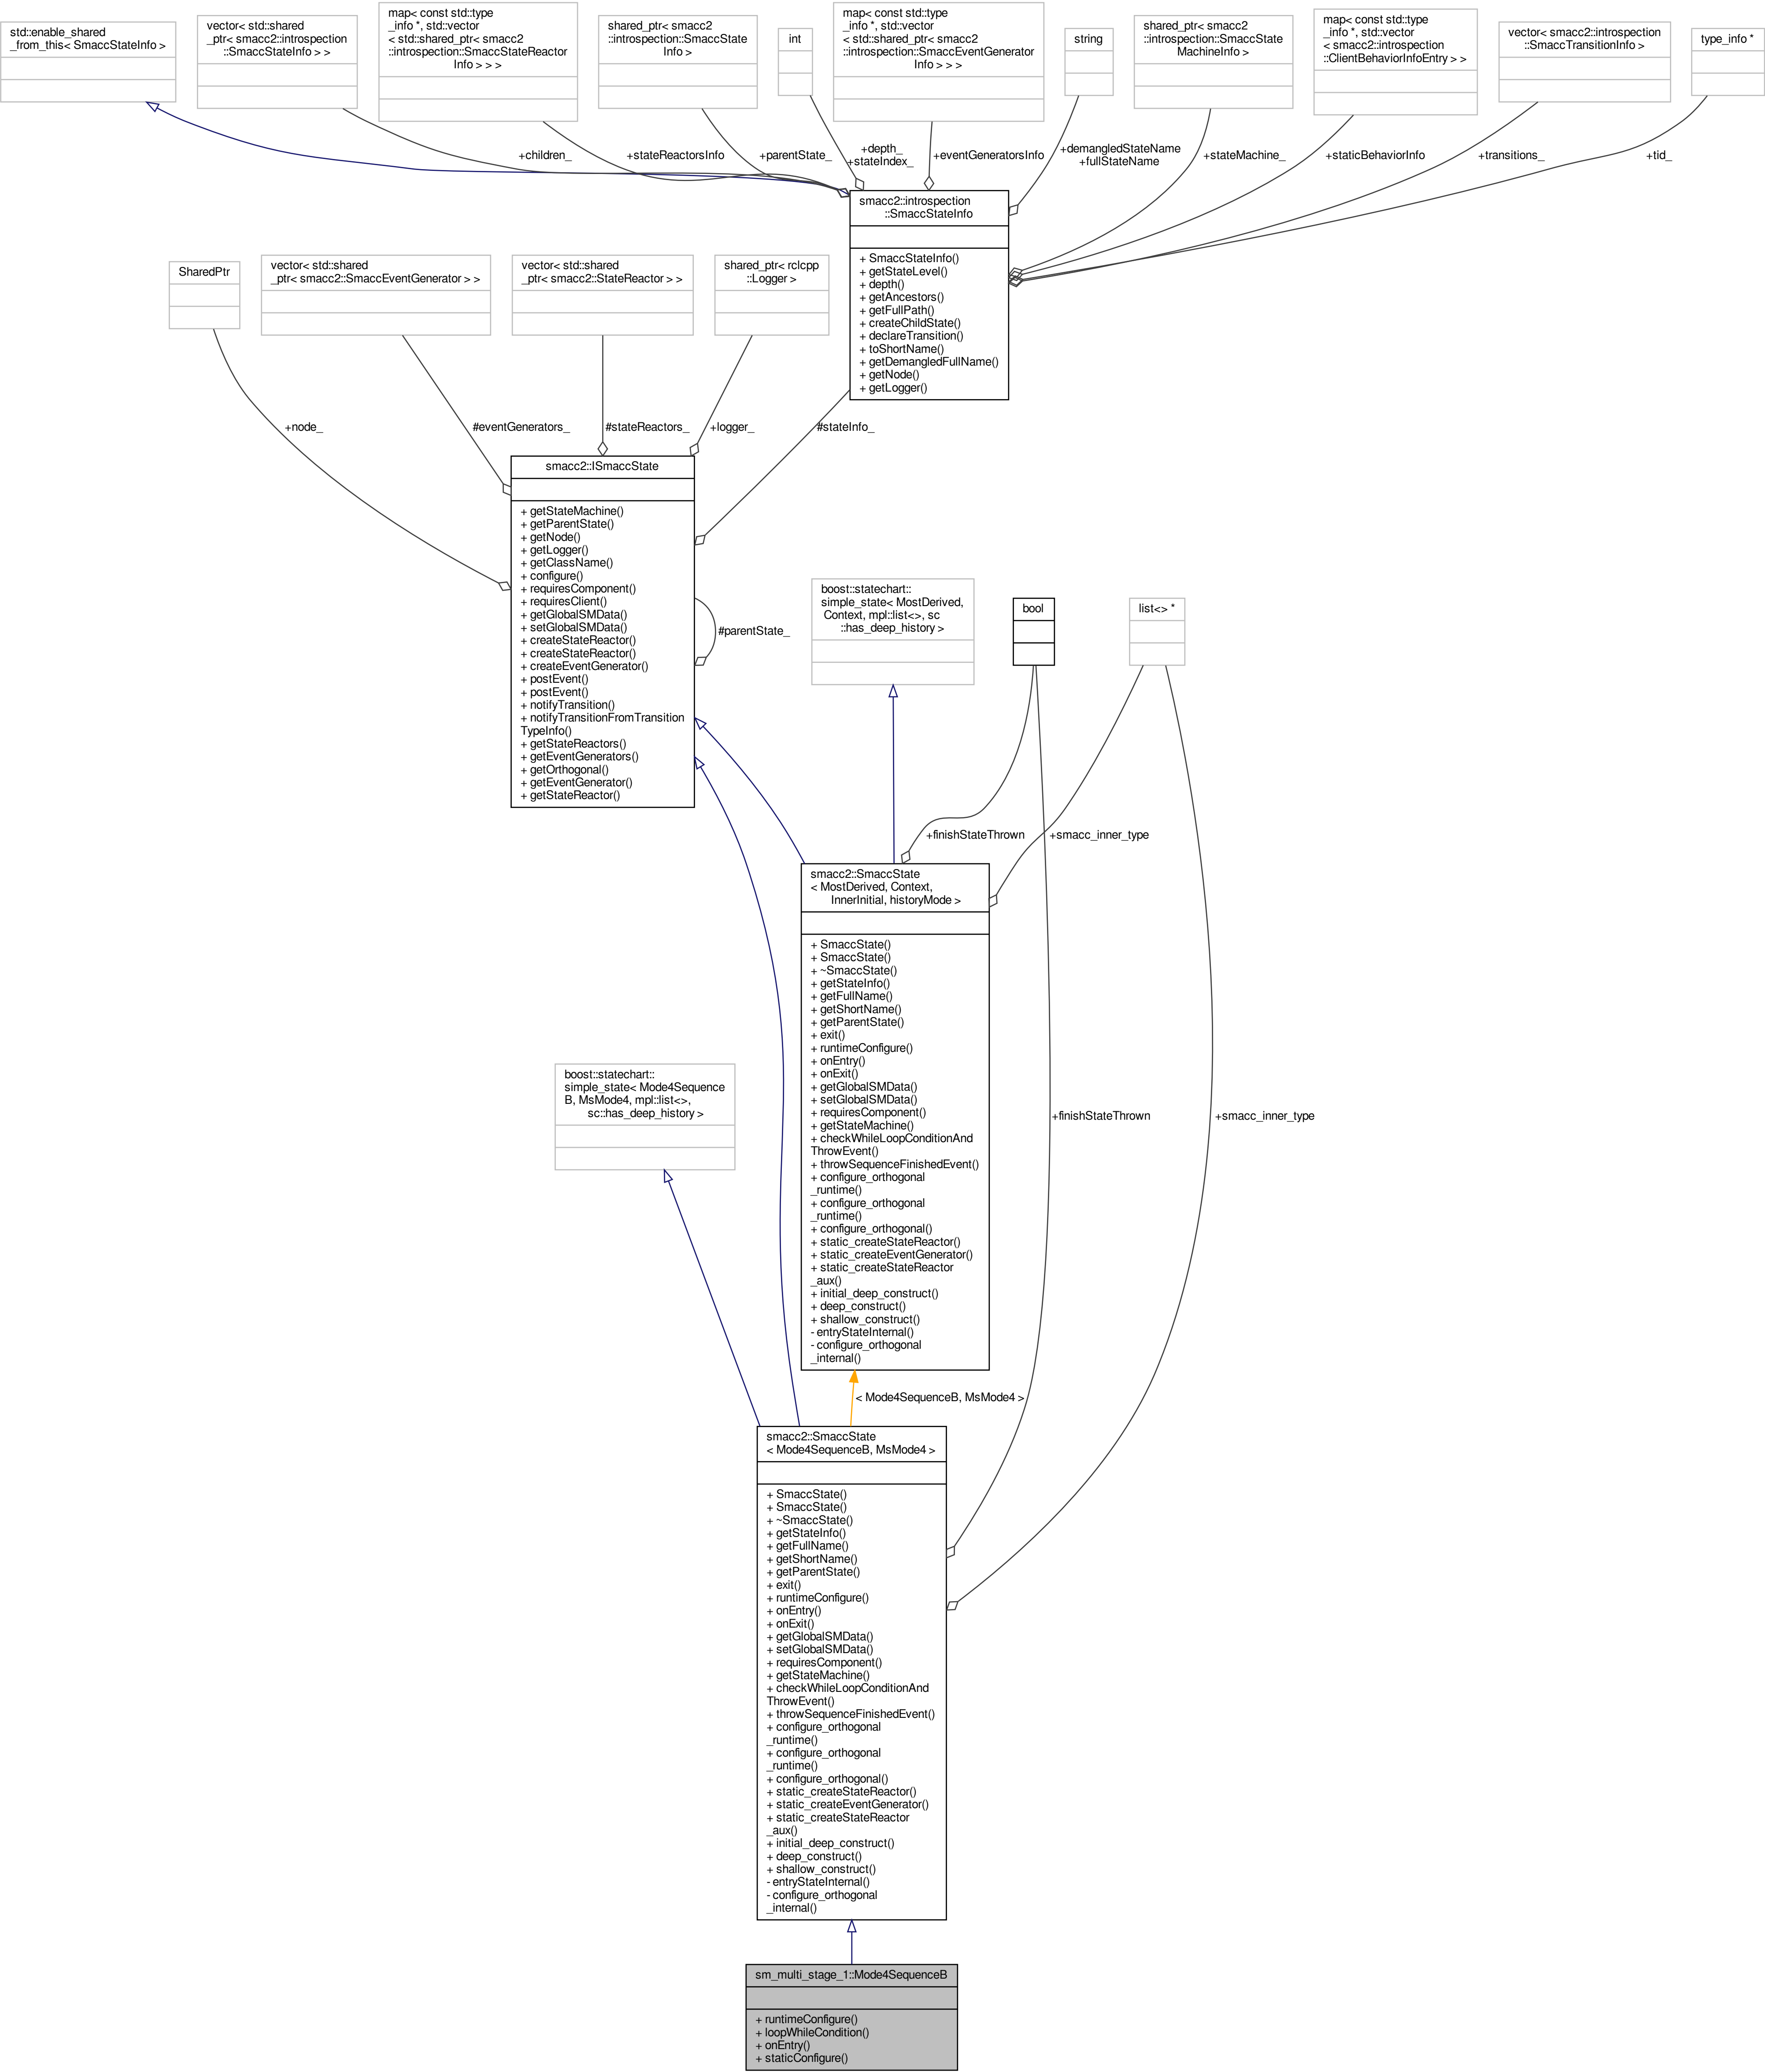 std::enable_shared
_from_this< SmaccStateInfo >
vector< std::shared
_ptr< smacc2::introspection
::SmaccStateInfo > >
map< const std::type
_info *, std::vector
< std::shared_ptr< smacc2
::introspection::SmaccStateReactor
Info > > >
shared_ptr< smacc2
::introspection::SmaccState
Info >
int
map< const std::type
_info *, std::vector
< std::shared_ptr< smacc2
::introspection::SmaccEventGenerator
Info > > >
string
shared_ptr< smacc2
::introspection::SmaccState
MachineInfo >
map< const std::type
_info *, std::vector
< smacc2::introspection
::ClientBehaviorInfoEntry > >
vector< smacc2::introspection
::SmaccTransitionInfo >
type_info *
+children_
+stateReactorsInfo
+parentState_
+depth_
+stateIndex_
+eventGeneratorsInfo
+demangledStateName
+fullStateName
+stateMachine_
+staticBehaviorInfo
+transitions_
+tid_
smacc2::introspection
::SmaccStateInfo
+ SmaccStateInfo()
+ getStateLevel()
+ depth()
+ getAncestors()
+ getFullPath()
+ createChildState()
+ declareTransition()
+ toShortName()
+ getDemangledFullName()
+ getNode()
+ getLogger()
SharedPtr
vector< std::shared
_ptr< smacc2::SmaccEventGenerator > >
vector< std::shared
_ptr< smacc2::StateReactor > >
shared_ptr< rclcpp
::Logger >
+node_
#eventGenerators_
#stateReactors_
+logger_
#stateInfo_
smacc2::ISmaccState
+ getStateMachine()
+ getParentState()
+ getNode()
+ getLogger()
+ getClassName()
+ configure()
+ requiresComponent()
+ requiresClient()
+ getGlobalSMData()
+ setGlobalSMData()
+ createStateReactor()
+ createStateReactor()
+ createEventGenerator()
+ postEvent()
+ postEvent()
+ notifyTransition()
+ notifyTransitionFromTransition
TypeInfo()
+ getStateReactors()
+ getEventGenerators()
+ getOrthogonal()
+ getEventGenerator()
+ getStateReactor()
#parentState_
boost::statechart::
simple_state< MostDerived,
Context, mpl::list<>, sc
::has_deep_history >
bool
list<> *
+finishStateThrown
+smacc_inner_type
smacc2::SmaccState
< MostDerived, Context,
InnerInitial, historyMode >
+ SmaccState()
+ SmaccState()
+ ~SmaccState()
+ getStateInfo()
+ getFullName()
+ getShortName()
+ getParentState()
+ exit()
+ runtimeConfigure()
+ onEntry()
+ onExit()
+ getGlobalSMData()
+ setGlobalSMData()
+ requiresComponent()
+ getStateMachine()
+ checkWhileLoopConditionAnd
ThrowEvent()
+ throwSequenceFinishedEvent()
+ configure_orthogonal
_runtime()
+ configure_orthogonal
_runtime()
+ configure_orthogonal()
+ static_createStateReactor()
+ static_createEventGenerator()
+ static_createStateReactor
_aux()
+ initial_deep_construct()
+ deep_construct()
+ shallow_construct()
- entryStateInternal()
- configure_orthogonal
_internal()
boost::statechart::
simple_state< Mode4Sequence
B, MsMode4, mpl::list<>,
sc::has_deep_history >
+finishStateThrown
+smacc_inner_type
< Mode4SequenceB, MsMode4 >
smacc2::SmaccState
< Mode4SequenceB, MsMode4 >
+ SmaccState()
+ SmaccState()
+ ~SmaccState()
+ getStateInfo()
+ getFullName()
+ getShortName()
+ getParentState()
+ exit()
+ runtimeConfigure()
+ onEntry()
+ onExit()
+ getGlobalSMData()
+ setGlobalSMData()
+ requiresComponent()
+ getStateMachine()
+ checkWhileLoopConditionAnd
ThrowEvent()
+ throwSequenceFinishedEvent()
+ configure_orthogonal
_runtime()
+ configure_orthogonal
_runtime()
+ configure_orthogonal()
+ static_createStateReactor()
+ static_createEventGenerator()
+ static_createStateReactor
_aux()
+ initial_deep_construct()
+ deep_construct()
+ shallow_construct()
- entryStateInternal()
- configure_orthogonal
_internal()
sm_multi_stage_1::Mode4SequenceB
+ runtimeConfigure()
+ loopWhileCondition()
+ onEntry()
+ staticConfigure()